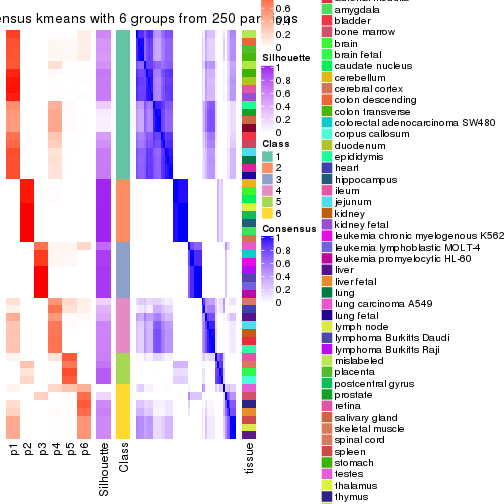 ensus kmeans with 6 groups from 250 par
0.6
0.4
0.2
0
Silhouette
1
0.8
0.6
0.4
0.2
0
Class
1
2
3
4
5
6
Consensus
1
0.8
0.6
0.4
0.2
0
p1
p2
p3
p4
p5
p6
Silhouette
Class
tissue
amygdala
bladder
bone marrow
brain
brain fetal
caudate nucleus
cerebellum
cerebral cortex
colon descending
colon transverse
colorectal adenocarcinoma SW480
corpus callosum
duodenum
epididymis
heart
hippocampus
ileum
jejunum
kidney
kidney fetal
leukemia chronic myelogenous K562
leukemia lymphoblastic MOLT-4
leukemia promyelocytic HL-60
liver
liver fetal
lung
lung carcinoma A549
lung fetal
lymph node
lymphoma Burkitts Daudi
lymphoma Burkitts Raji
mislabeled
placenta
postcentral gyrus
prostate
retina
salivary gland
skeletal muscle
spinal cord
spleen
stomach
testes
thalamus
thymus